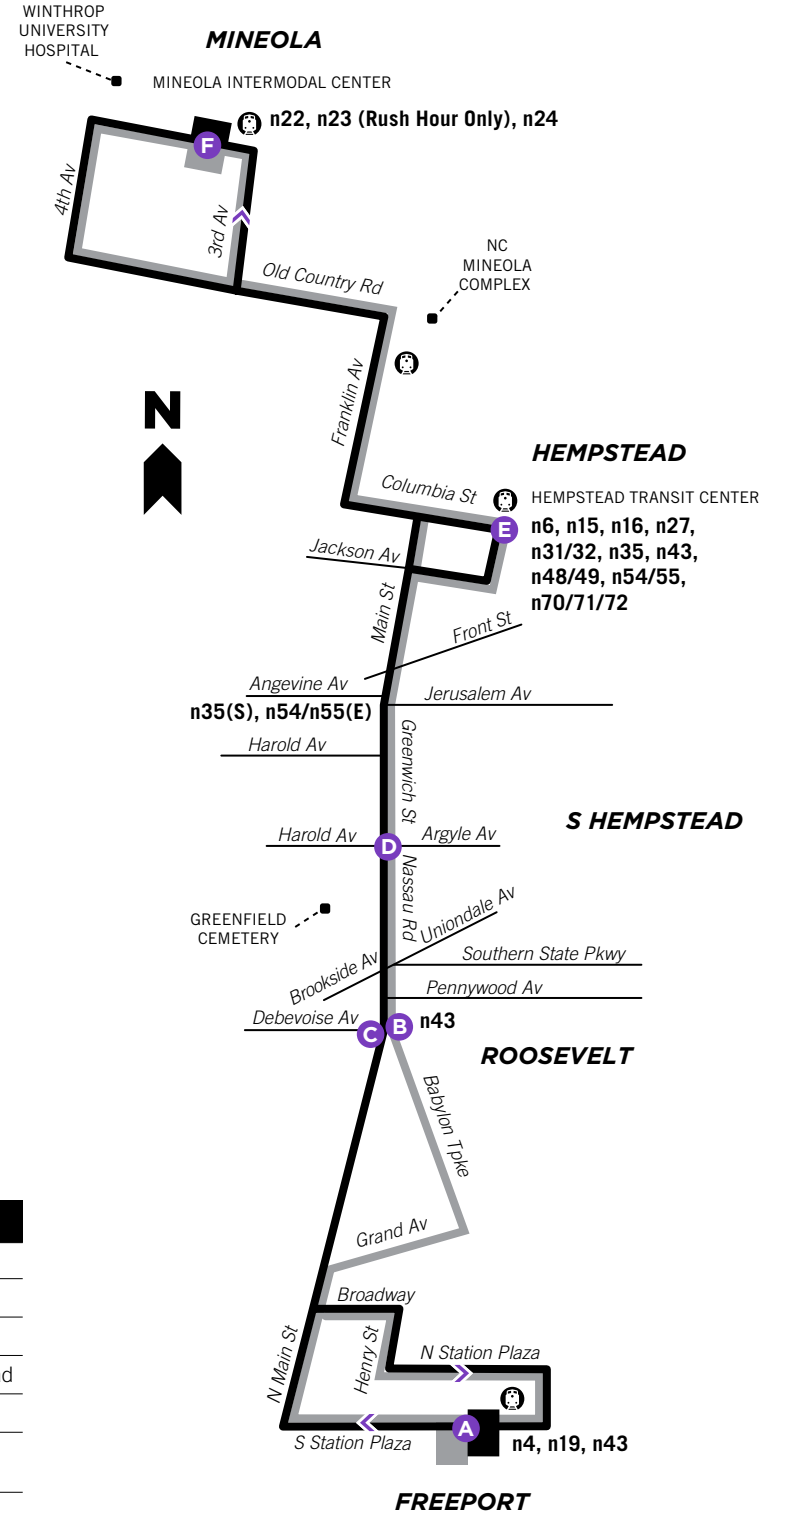 WINTHROP
UNIVERSITY
HOSPITAL
MINEOLA
MINEOLA INTERMODAL CENTER
n22, n23 (Rush Hour Only), n24
F
4th Av
3rd Av
Old Country Rd
NC
MINEOLA
COMPLEX
Franklin Av
N
HEMPSTEAD
Columbia St
HEMPSTEAD TRANSIT CENTER
E
n6, n15, n16, n27,
n31/32, n35, n43,
n48/49, n54/55,
n70/71/72
Jackson Av
Main St
Front St
Angevine Av
Jerusalem Av
n35(S), n54/n55(E)
Harold Av
Greenwich St
S HEMPSTEAD
Harold Av
D
Argyle Av
Nassau Rd
GREENFIELD
CEMETERY
Uniondale Av
Brookside Av
Southern State Pkwy
Pennywood Av
Debevoise Av
C
B
n43
ROOSEVELT
Babylon Tpke
Grand Av
Broadway
N Main St
Henry St
N Station Plaza
S Station Plaza
A
n4, n19, n43
FREEPORT